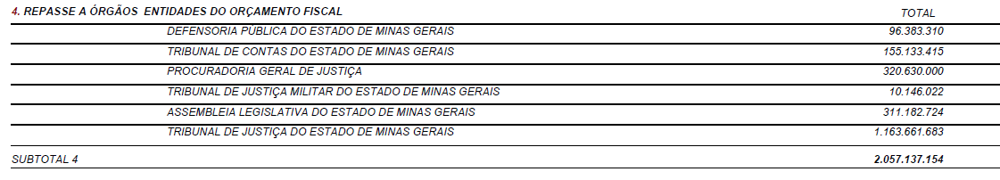 4. REPASSE A ÓRGÃOS ENTIDADES DO ORÇAMENTO FISCAL TOTAL
DEFENSORIA PÚBLICA DO ESTADO DE MINAS GERAIS 96.383.310
TRIBUNAL DE CONTAS DO ESTADO DE MINAS GERAIS 155.133.415
PROCURADORIA GERAL DE JUSTIÇA 320.630.000
TRIBUNAL DE JUSTIÇA MILITAR DO ESTADO DE MINAS GERAIS 10.146.022
ASSEMBLEIA LEGISLATIVA DO ESTADO DE MINAS GERAIS 311.182.724
TRIBUNAL DE JUSTIÇA DO ESTADO DE MINAS GERAIS 1.163.661.683
SUBTOTAL 4 2.057.137.154